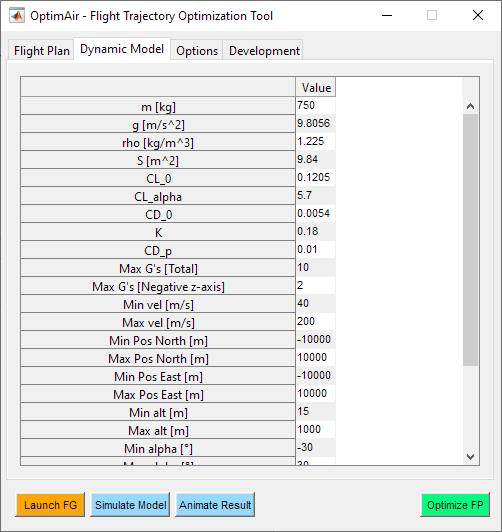 OptimAir - Flight Trajectory Optimization Tool
Flight Plan Dynamic Model Options Development
Value
m [kg] 750
g [m/s^2] 9.8056
rho [kg/m^3] 1.225
S [m^2] 9.84
CL_0 0.1205
CL_alpha 5.7
CD_0 0.0054
K 0.18
CD_p 0.01
Max G's [Total] 10
Max G's [Negative z-axis] 2
Min vel [m/s] 40
Max vel [m/s] 200
Min Pos North [m] -10000
Max Pos North [m] 10000
Min Pos East [m] -10000
Max Pos East [m] 10000
Min alt [m] 15
Max alt [m] 1000
Min alpha [°] -30
Launch FG Simulate Model Animate Result Optimize FP